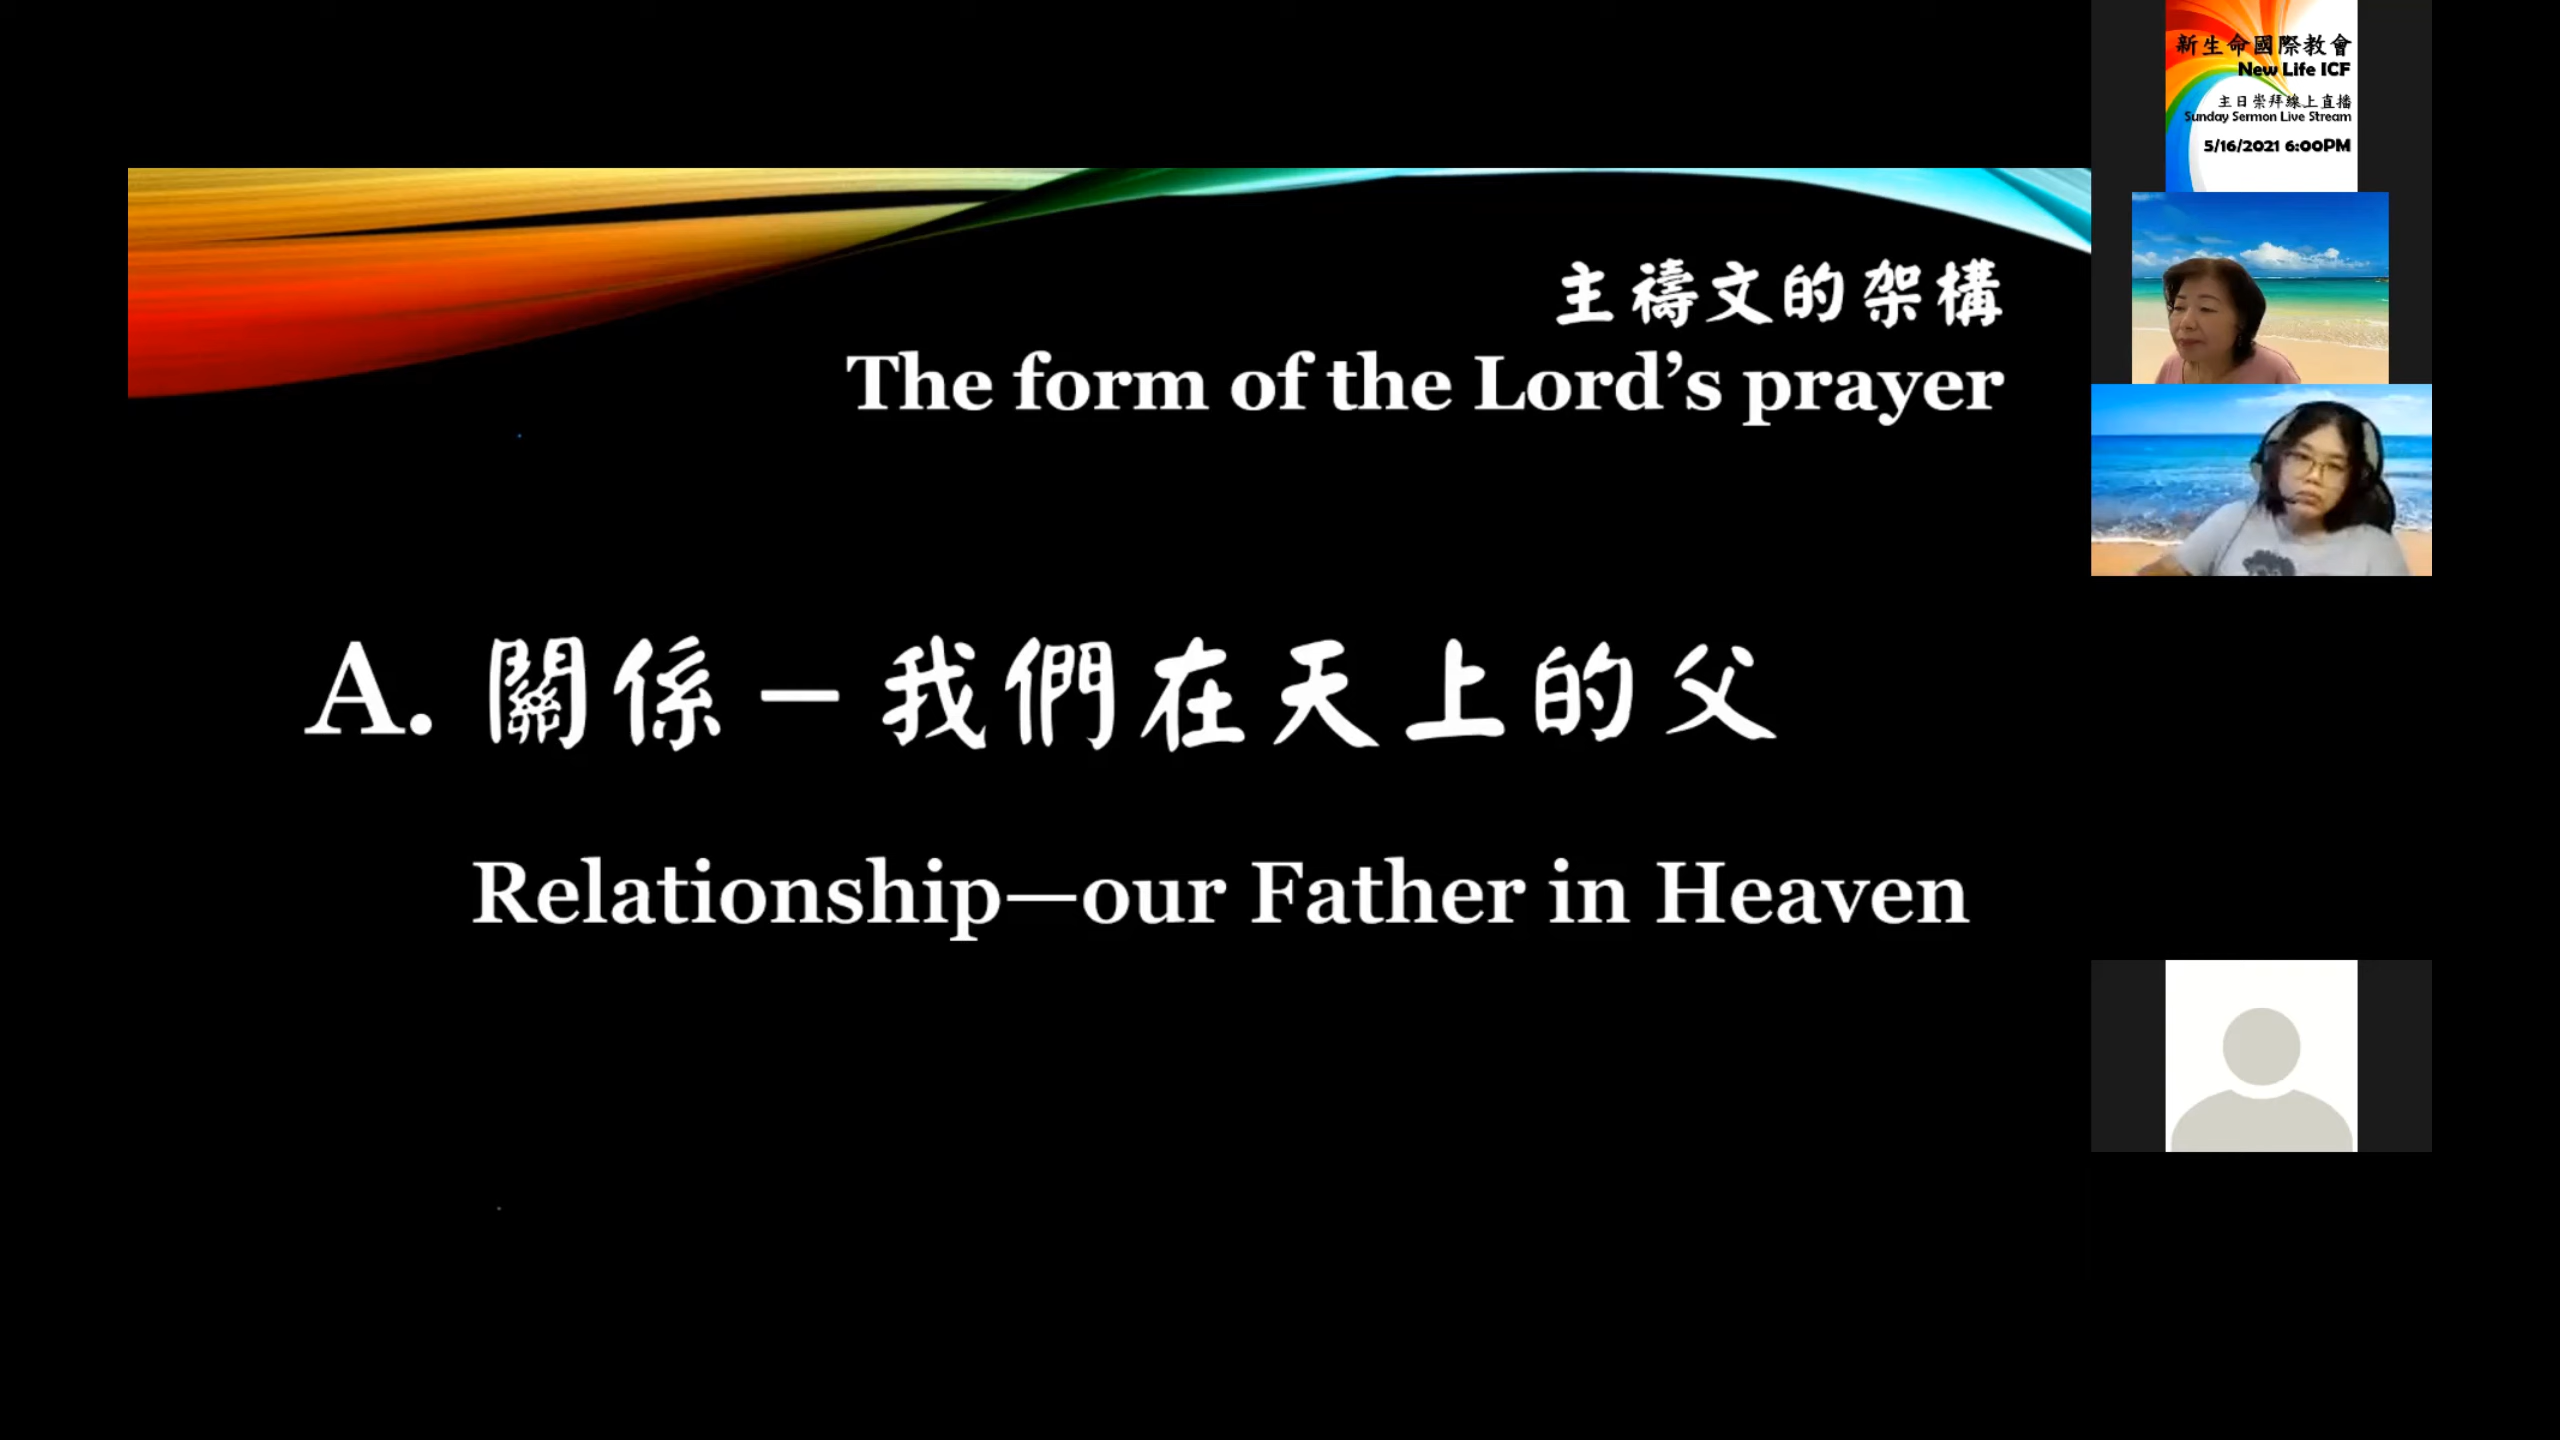 新生命國際教會
New Life ICF
主日崇拜線上直播
Sunday Sermon Live Stream
5/16/2021 6:00PM
主禱文的架構
The form of the Lord’s prayer
A. 關係 – 我們在天上的父
Relationship—our Father in Heaven